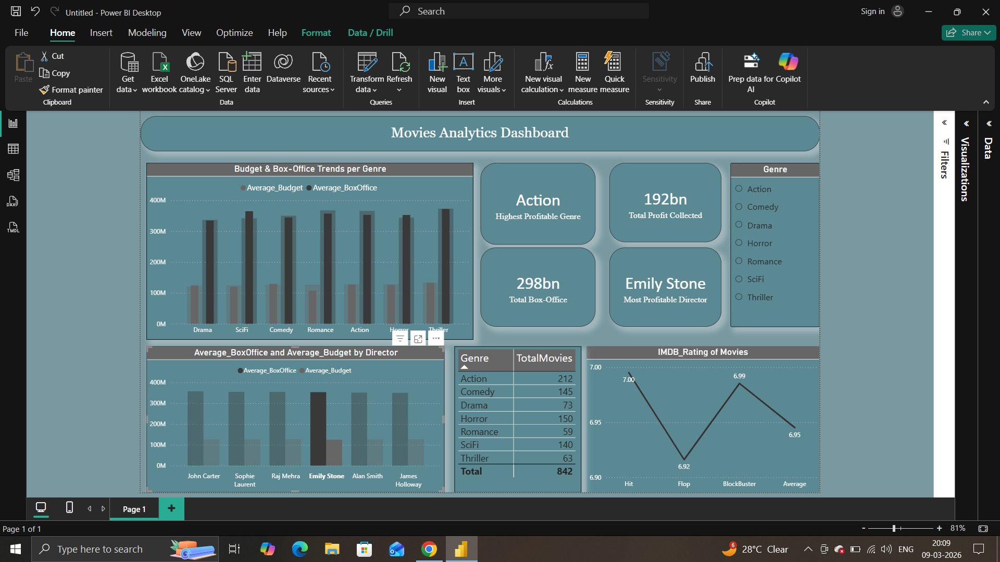 Untitled - Power BI Desktop
Search
Sign in
File Home Insert Modeling View Optimize Help Format Data / Drill
Share
Paste
Cut
Copy
Format painter
Clipboard
Get data
Excel workbook
OneLake catalog
SQL Server
Enter data
Dataverse
Recent sources
Data
Transform data
Refresh
Queries
New visual
Text box
More visuals
Insert
New visual calculation
New measure
Quick measure
Calculations
Sensitivity
Sensitivity
Publish
Share
Prep data for AI
Copilot
Copilot
DAX
TMDL
Movies Analytics Dashboard
Budget & Box-Office Trends per Genre
Average_Budget Average_BoxOffice
400M
300M
200M
100M
0M
Drama SciFi Comedy Romance Action Horror Thriller
Action
Highest Profitable Genre
192bn
Total Profit Collected
298bn
Total Box-Office
Emily Stone
Most Profitable Director
Genre
Action
Comedy
Drama
Horror
Romance
SciFi
Thriller
Filters
Visualizations
Data
Average_BoxOffice and Average_Budget by Director
Average_BoxOffice Average_Budget
400M
300M
200M
100M
0M
John Carter Sophie Laurent Raj Mehra Emily Stone Alan Smith James Holloway
Genre TotalMovies
Action 212
Comedy 145
Drama 73
Horror 150
Romance 59
SciFi 140
Thriller 63
Total 842
IMDB_Rating of Movies
7.00
6.95
6.90
7.00
6.92
6.99
6.95
Hit Flop BlockBuster Average
Page 1
Page 1 of 1
81%
Type here to search
6
28°C Clear
ENG
20:09
09-03-2026